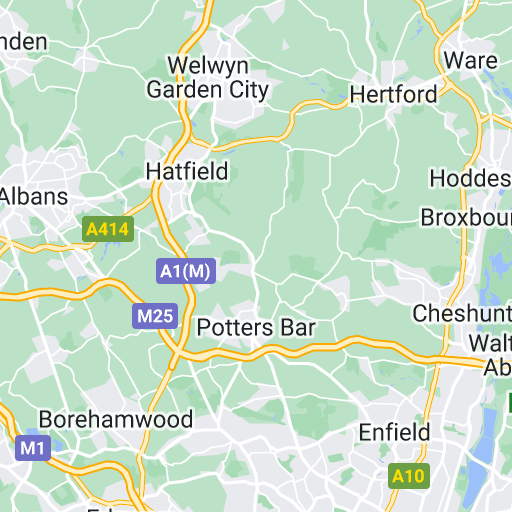 nden
Ware
Welwyn
Garden City
Hertford
Hatfield
Hoddes
Albans
Broxbour
A414
A1(M)
M25
Cheshunt
Potters Bar
Walt
Ab
Borehamwood
Enfield
M1
A10